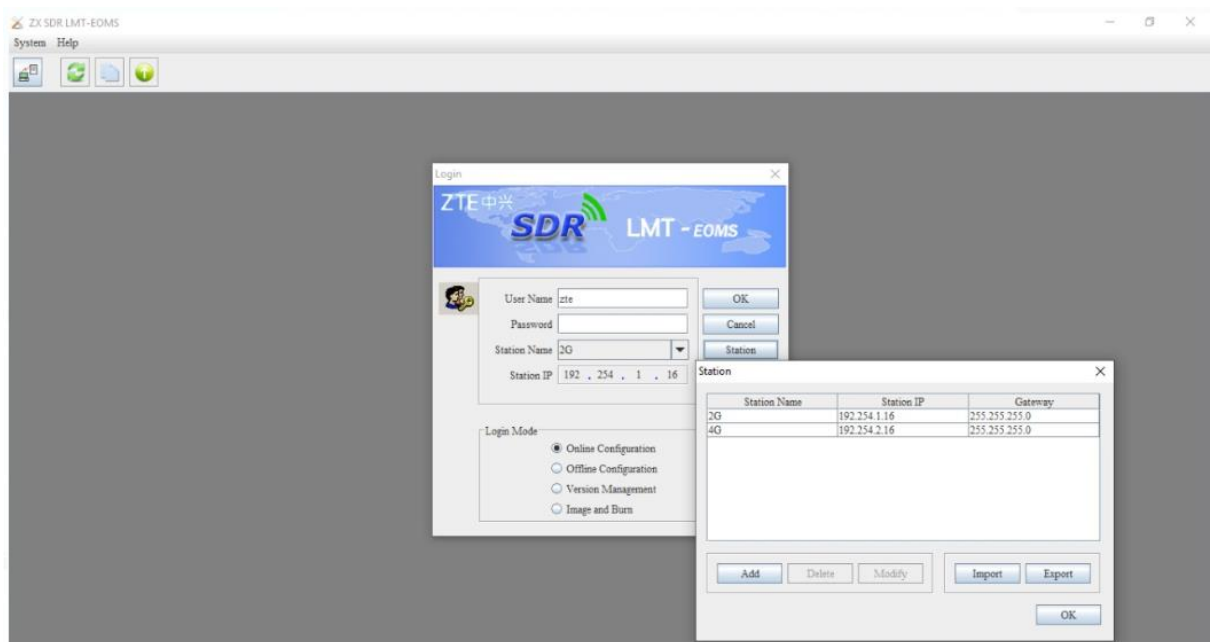 ZX SDR LMT-EOMS
System Help
Login
ZTE中兴
SDR LMT - EOMS
User Name zte OK
Password Cancel
Station Name 2G Station
Station IP 192 . 254 . 1 . 16
Login Mode
Online Configuration
Offline Configuration
Version Management
Image and Burn
Station
Station Name Station IP Gateway
2G 192.254.1.16 255.255.255.0
4G 192.254.2.16 255.255.255.0
Add Delete Modify Import Export
OK